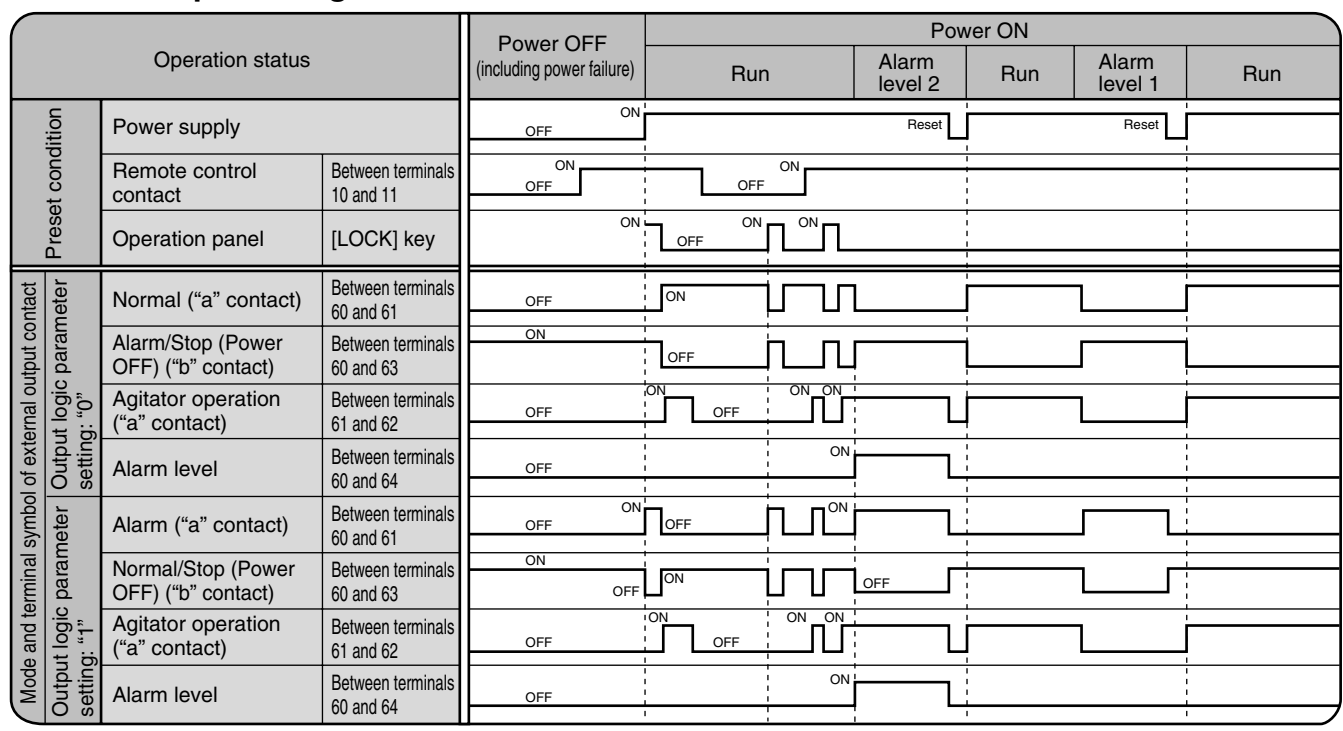 Operation status
Power OFF
(including power failure)
Power ON
Run
Alarm
level 2
Run
Alarm
level 1
Run
Preset condition
Power supply
OFF
ON
Reset
Reset
Remote control
contact
Between terminals
10 and 11
OFF
ON
OFF
ON
Operation panel
[LOCK] key
ON
OFF
ON
ON
Mode and terminal symbol of external output contact
Output logic parameter
setting: “0”
Normal (“a” contact)
Between terminals
60 and 61
OFF
ON
Alarm/Stop (Power
OFF) (“b” contact)
Between terminals
60 and 63
ON
OFF
Agitator operation
(“a” contact)
Between terminals
61 and 62
OFF
ON
OFF
ON
ON
Alarm level
Between terminals
60 and 64
OFF
ON
Output logic parameter
setting: “1”
Alarm (“a” contact)
Between terminals
60 and 61
OFF
ON
OFF
ON
Normal/Stop (Power
OFF) (“b” contact)
Between terminals
60 and 63
ON
OFF
ON
OFF
Agitator operation
(“a” contact)
Between terminals
61 and 62
OFF
ON
OFF
ON
ON
Alarm level
Between terminals
60 and 64
OFF
ON